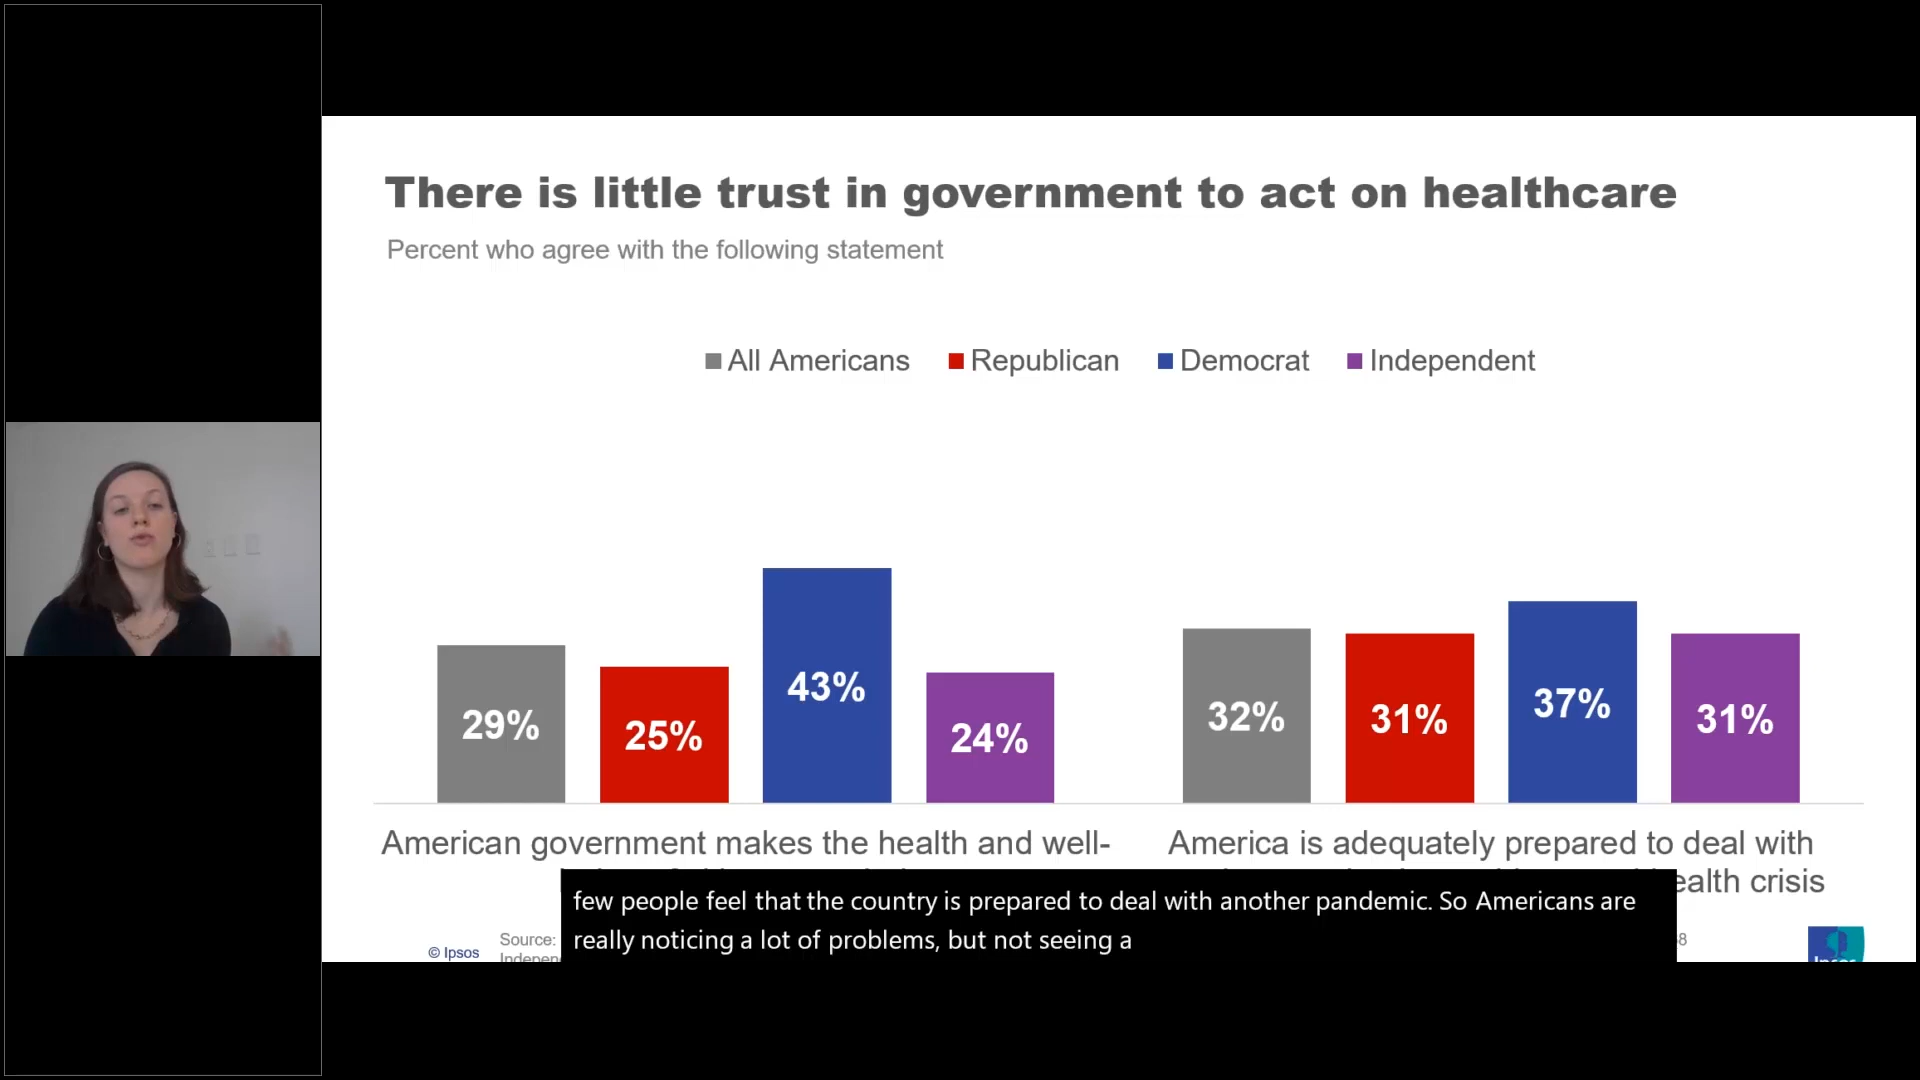 There is little trust in government to act on healthcare
Percent who agree with the following statement
All Americans Republican Democrat Independent
29% 25% 43% 24% 32% 31% 37% 31%
American government makes the health and well-
America is adequately prepared to deal with
health crisis
few people feel that the country is prepared to deal with another pandemic. So Americans are
really noticing a lot of problems, but not seeing a
© Ipsos
Source:
Ipsos